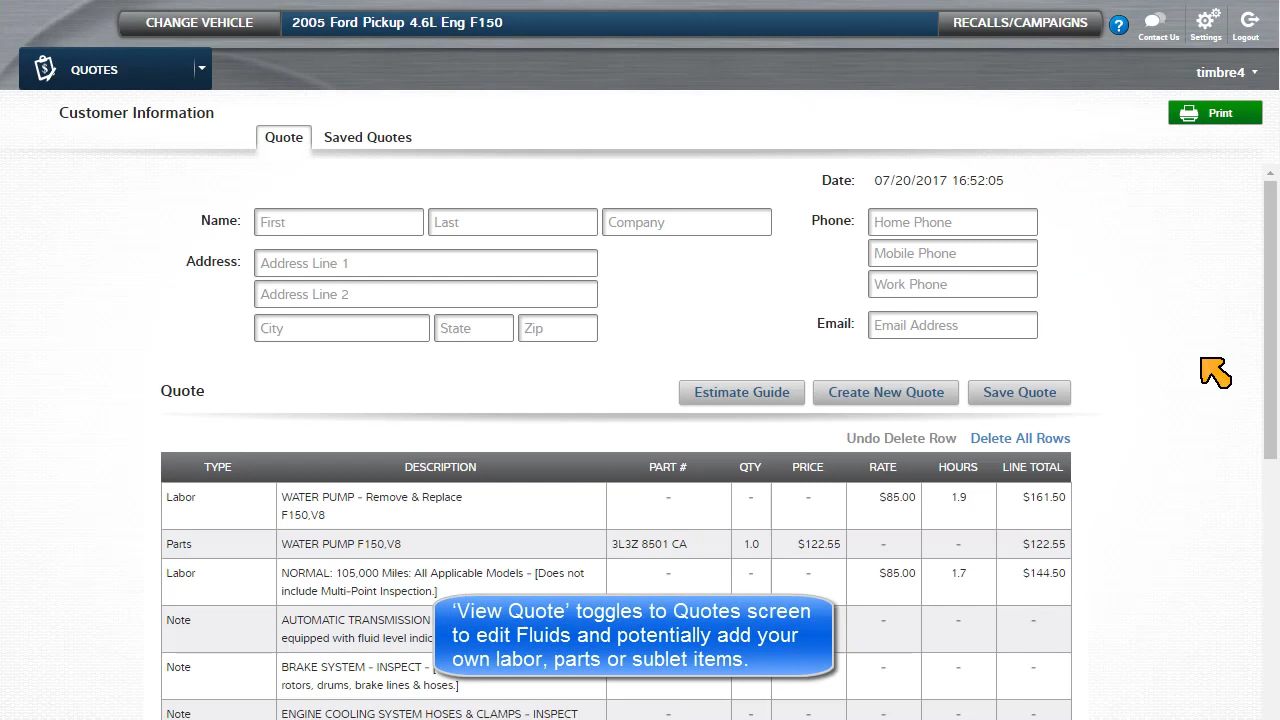 CHANGE VEHICLE 2005 Ford Pickup 4.6L Eng F150 RECALLS/CAMPAIGNS ? Contact Us Settings Logout
QUOTES timbre4
Customer Information Print
Quote Saved Quotes
Date: 07/20/2017 16:52:05
Name: First Last Company Phone: Home Phone
Mobile Phone
Address: Address Line 1
Work Phone
Address Line 2
City State Zip Email: Email Address
Quote Estimate Guide Create New Quote Save Quote
Undo Delete Row Delete All Rows
TYPE DESCRIPTION PART # QTY PRICE RATE HOURS LINE TOTAL
Labor WATER PUMP - Remove & Replace - - - $85.00 1.9 $161.50
F150,V8
Parts WATER PUMP F150,V8 3L3Z 8501 CA 1.0 $122.55 - - $122.55
Labor NORMAL: 105,000 Miles: All Applicable Models - [Does not - - - $85.00 1.7 $144.50
include Multi-Point Inspection.]
Note AUTOMATIC TRANSMISSION - - -
equipped with fluid level indic
Note BRAKE SYSTEM - INSPECT - - - -
rotors, drums, brake lines & hoses.]
Note ENGINE COOLING SYSTEM HOSES & CLAMPS - INSPECT - - - - - -
‘View Quote’ toggles to Quotes screen
to edit Fluids and potentially add your
own labor, parts or sublet items.